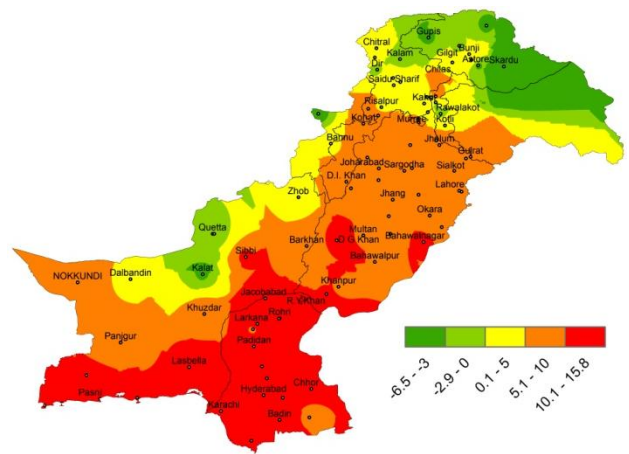 Gupis
Chitral
Bunji
Kalam
Gilgit
Dir
Astore
Skardu
Chilas
Saidu Sharif
Kakul
Risalpur
Rawalakot
Kohat
Murree
Kotli
Bannu
Jhelum
Gujrat
Joharabad
Sargodha
Sialkot
D.I. Khan
Lahore
Zhob
Jhang
Okara
Quetta
Multan
D.G.Khan
Bahawalnagar
Sibbi
Barkhan
Bahawalpur
Kalat
NOKKUNDI
Dalbandin
Khanpur
Jacobabad
R.Y.Khan
Khuzdar
Larkana
Rohri
Panjgur
Padidan
Lasbella
Pasni
Hyderabad
Chhor
Karachi
Badin
-6.5 - -3
-2.9 - 0
0.1 - 5
5.1 - 10
10.1 - 15.8